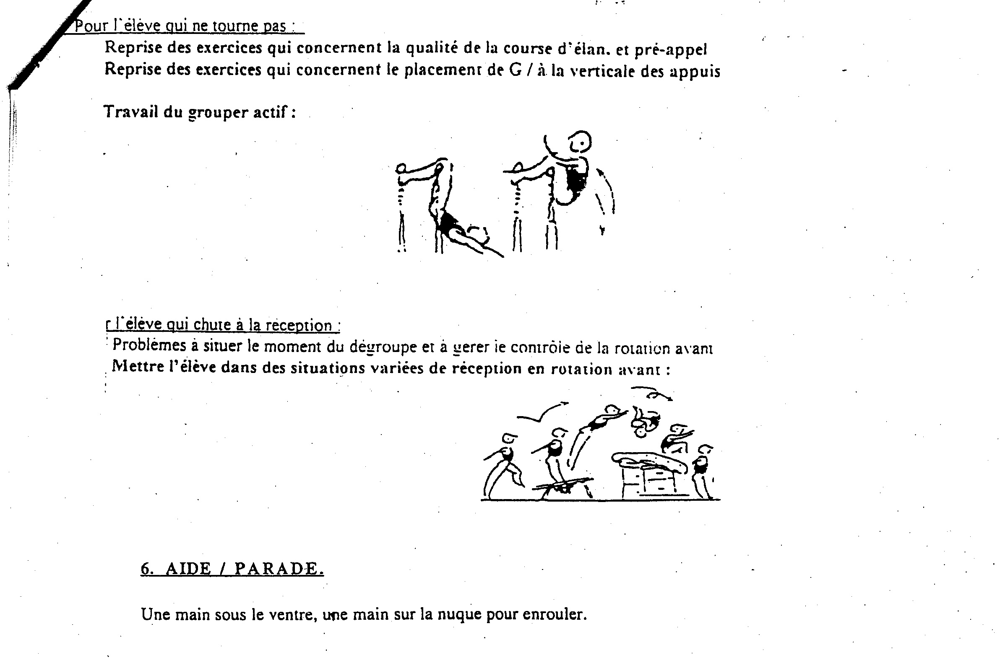 Pour l'élève qui ne tourne pas :
Reprise des exercices qui concernent la qualité de la course d'élan. et pré-appel
Reprise des exercices qui concernent le placement de G / à la verticale des appuis
Travail du grouper actif :
r l'élève qui chute à la réception :
Problèmes à situer le moment du dégroupe et à gérer le contrôle de la rotation avant
Mettre l'élève dans des situations variées de réception en rotation avant :
6. AIDE / PARADE.
Une main sous le ventre, une main sur la nuque pour enrouler.